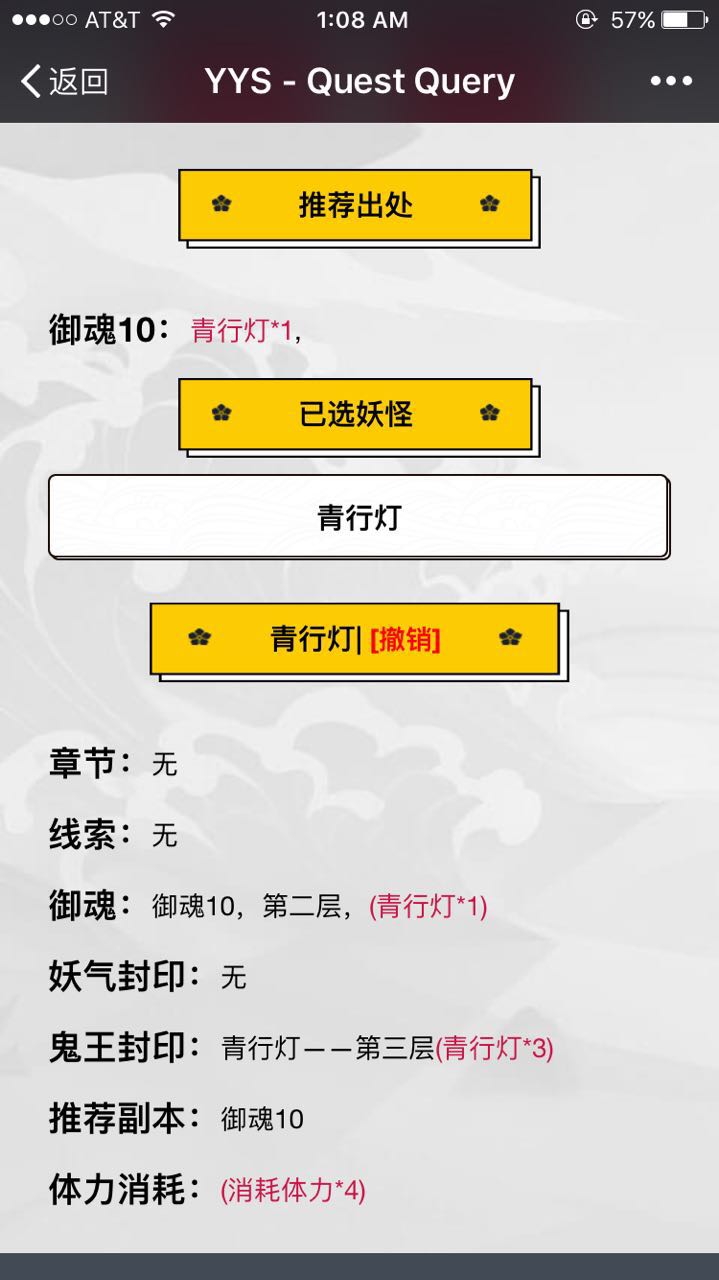 AT&T 1:08 AM 57%
返回 YYS - Quest Query
推荐出处
御魂10：青行灯*1,
已选妖怪
青行灯
青行灯| [撤销]
章节：无
线索：无
御魂：御魂10，第二层，(青行灯*1)
妖气封印：无
鬼王封印：青行灯——第三层(青行灯*3)
推荐副本：御魂10
体力消耗：(消耗体力*4)